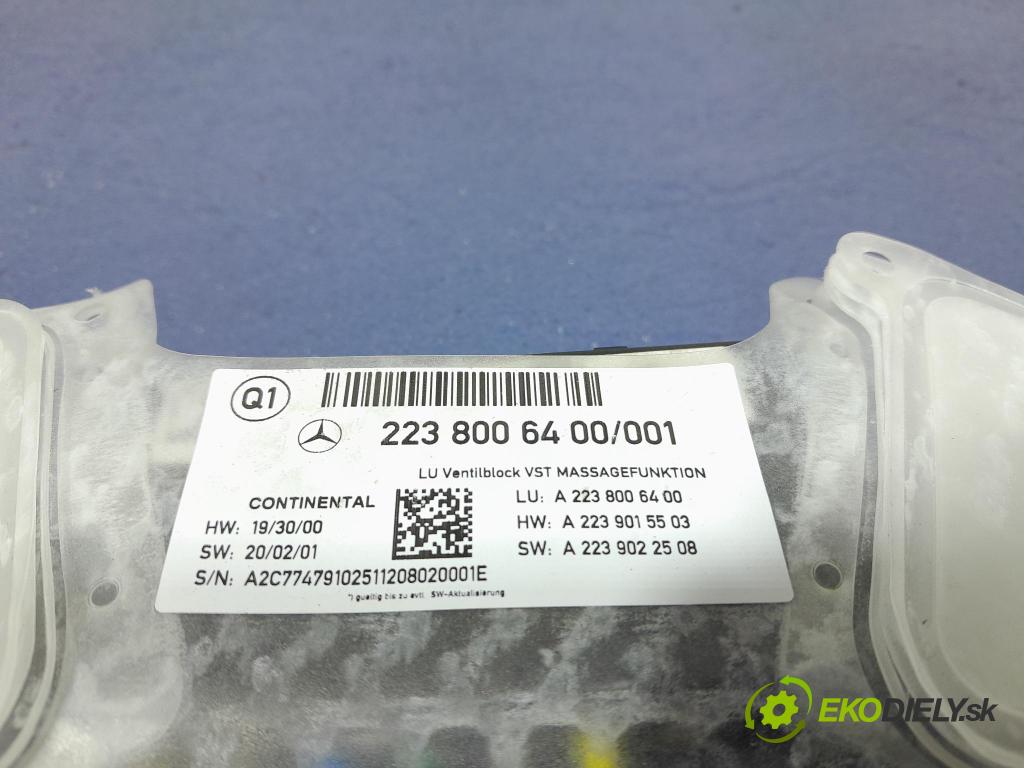 Q1
223 800 64 00/001
LU Ventilblock VST MASSAGEFUNKTION
CONTINENTAL
LU: A 223 800 64 00
HW: 19/30/00
HW: A 223 901 55 03
SW: 20/02/01
SW: A 223 902 25 08
S/N: A2C77479102511208020001E
*) gueltig bis zu evtl. SW-Aktualisierung
EKODIELY.sk